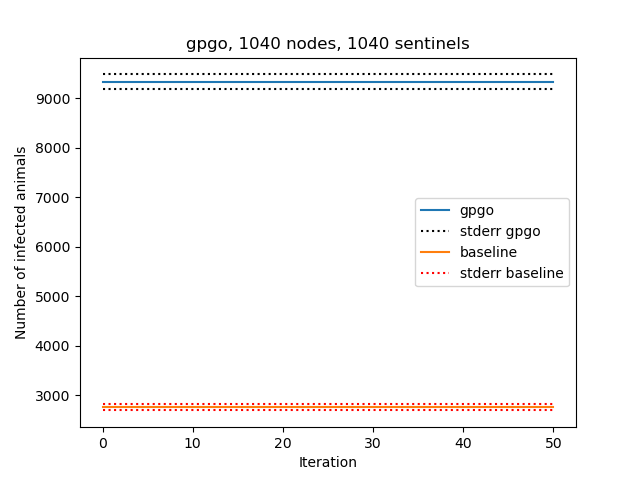 gpgo, 1040 nodes, 1040 sentinels
Number of infected animals
9000
8000
7000
6000
5000
4000
3000
gpgo
stderr gpgo
baseline
stderr baseline
0 10 20 30 40 50
Iteration